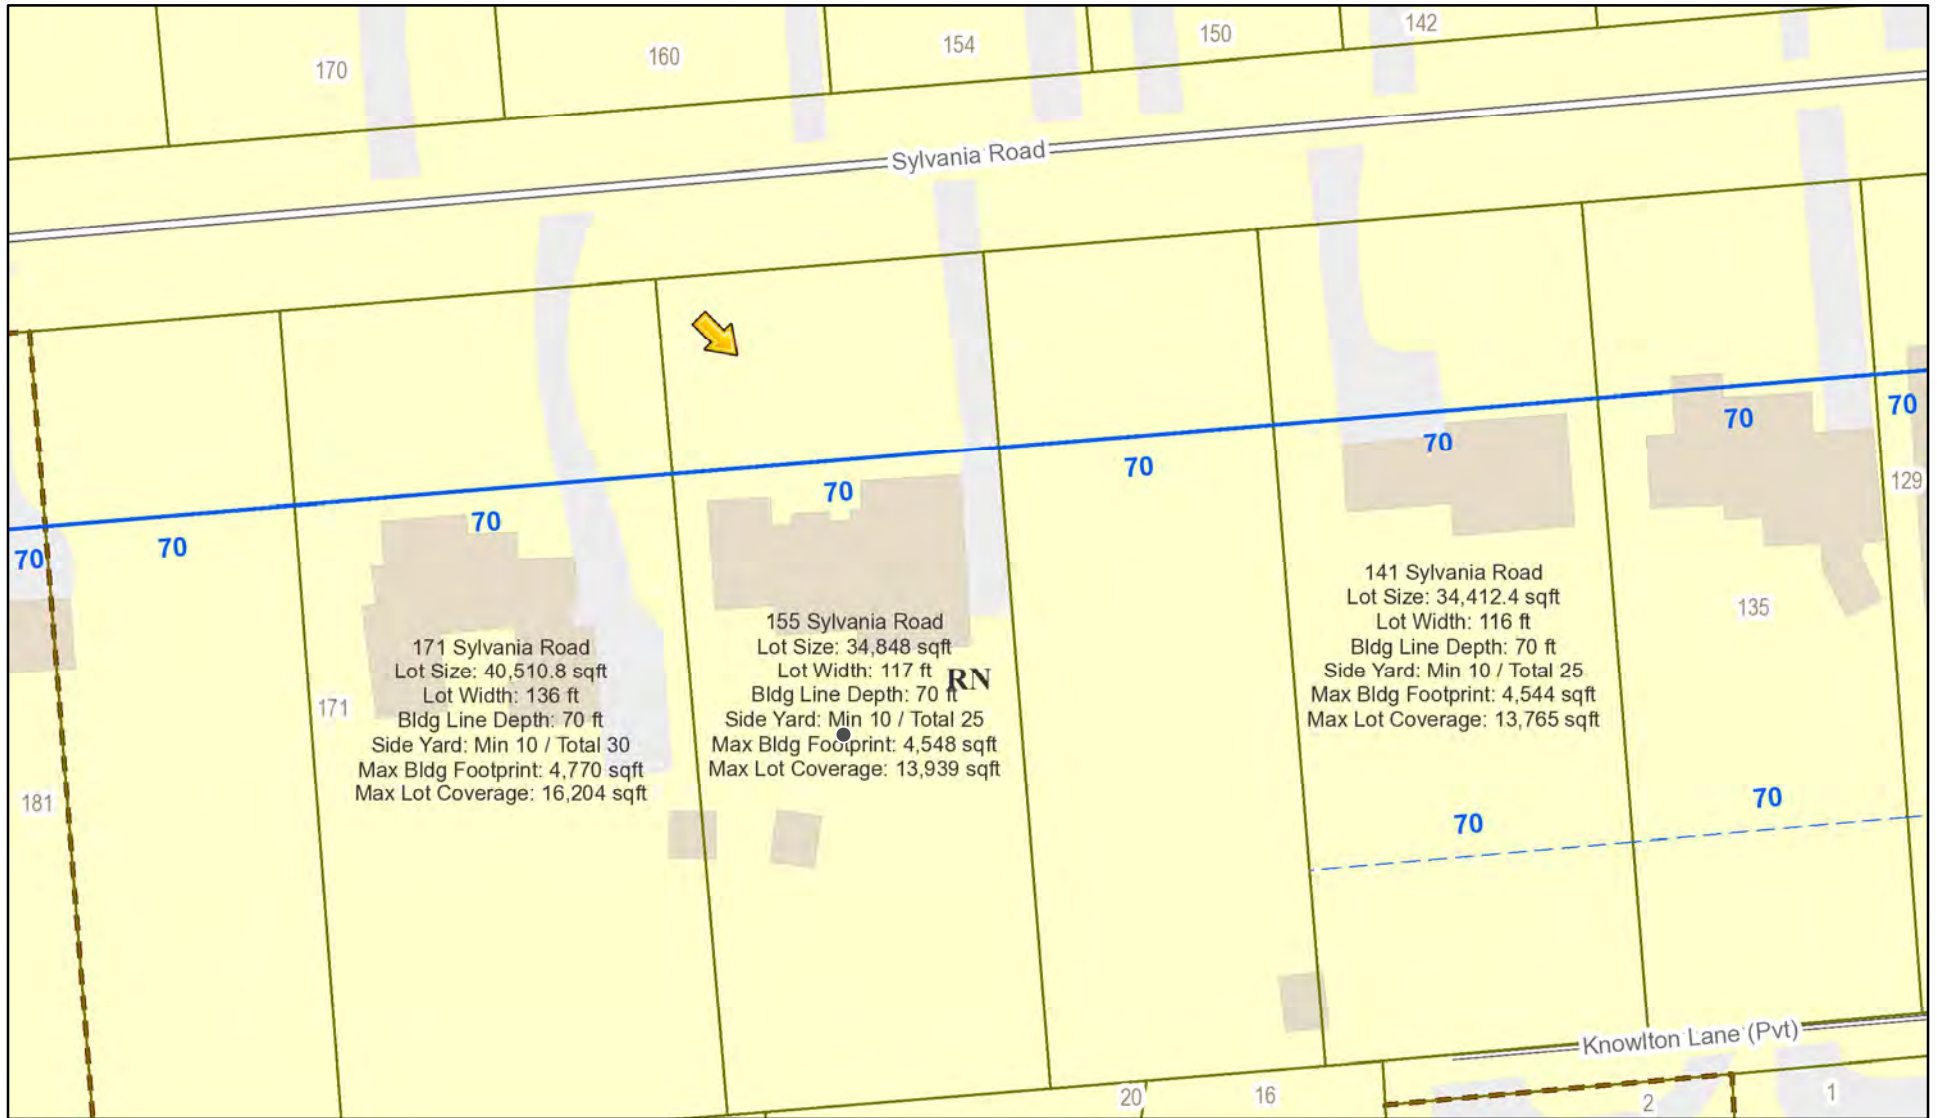 142
150
154
160
170
Sylvania Road
70
70
70
70
70
129
70
70
70
70
141 Sylvania Road
Lot Size: 34,412.4 sqft
Lot Width: 116 ft
Bldg Line Depth: 70 ft
Side Yard: Min 10 / Total 25
Max Bldg Footprint: 4,544 sqft
Max Lot Coverage: 13,765 sqft
135
155 Sylvania Road
Lot Size: 34,848 sqft
Lot Width: 117 ft
Bldg Line Depth: 70 ft
Side Yard: Min 10 / Total 25
Max Bldg Footprint: 4,548 sqft
Max Lot Coverage: 13,939 sqft
RN
171 Sylvania Road
Lot Size: 40,510.8 sqft
Lot Width: 136 ft
Bldg Line Depth: 70 ft
Side Yard: Min 10 / Total 30
Max Bldg Footprint: 4,770 sqft
Max Lot Coverage: 16,204 sqft
171
181
70
70
Knowlton Lane (Pvt)
20
16
2
1